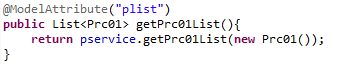 @ModelAttribute("plist")
public List<Prc01> getPrc01List(){
    return pservice.getPrc01List(new Prc01());
}